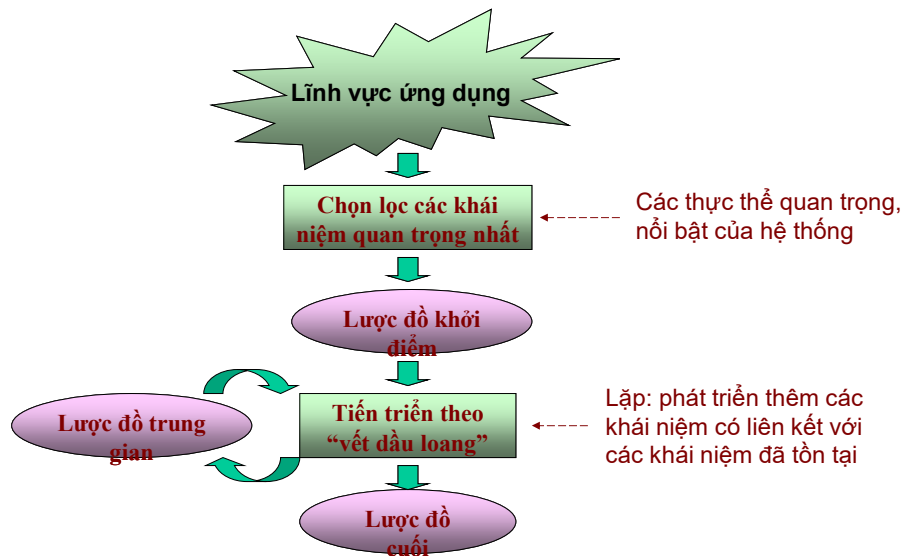 Lĩnh vực ứng dụng
Chọn lọc các khái
niệm quan trọng nhất
Các thực thể quan trọng,
nổi bật của hệ thống
Lược đồ khởi
điểm
Lược đồ trung
gian
Tiến triển theo
“vết dầu loang”
Lặp: phát triển thêm các
khái niệm có liên kết với
các khái niệm đã tồn tại
Lược đồ
cuối